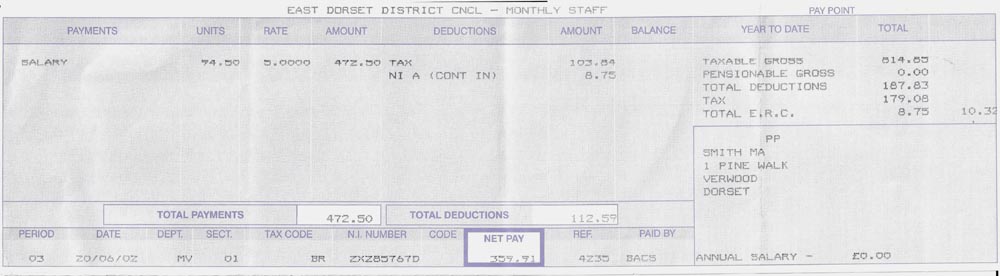 EAST DORSET DISTRICT CNCL - MONTHLY STAFF PAY POINT
PAYMENTS UNITS RATE AMOUNT DEDUCTIONS AMOUNT BALANCE YEAR TO DATE TOTAL
SALARY 94.50 5.0000 472.50 TAX 103.84 TAXABLE GROSS 814.85
NI A (CONT IN) 8.75 PENSIONABLE GROSS 0.00
TOTAL DEDUCTIONS 187.83
TAX 179.08
TOTAL E.R.C. 8.75 10.32
PP
SMITH MA
1 PINE WALK
VERWOOD
DORSET
TOTAL PAYMENTS 472.50 TOTAL DEDUCTIONS 112.59
PERIOD DATE DEPT. SECT. TAX CODE N.I. NUMBER CODE NET PAY REF. PAID BY
03 20/06/02 MV 01 BR ZXZ85767D 359.91 4235 BACS ANNUAL SALARY - £0.00